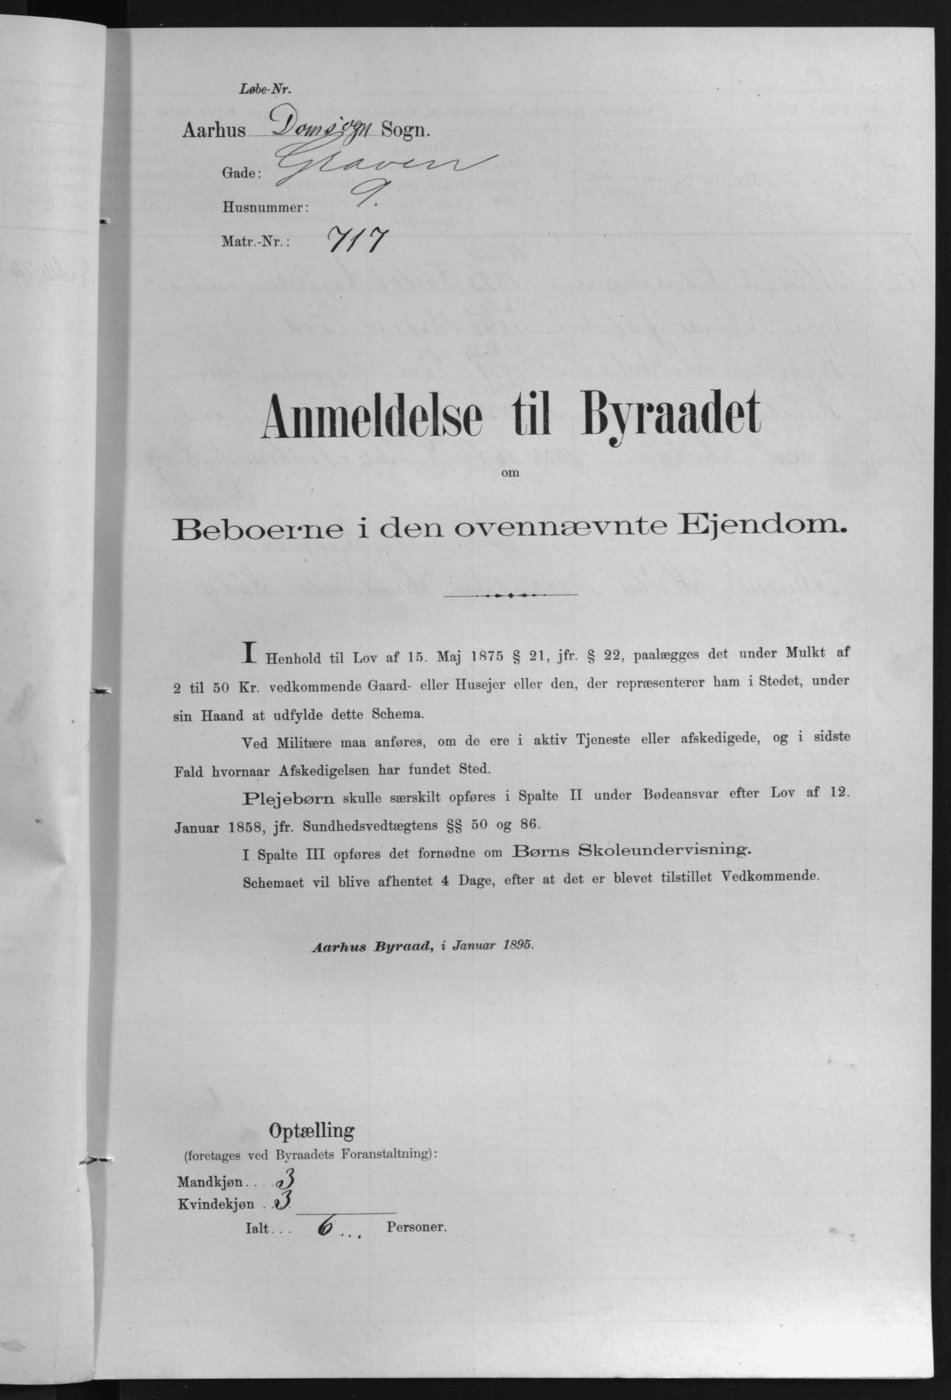 Løbe-Nr.
Aarhus Domsogn Sogn.
Gade: Graven
Husnummer: 9.
Matr.-Nr.: 717
Anmeldelse til Byraadet
om
Beboerne i den ovennævnte Ejendom.
I Henhold til Lov af 15. Maj 1875 § 21, jfr. § 22, paalægges det under Mulkt af
2 til 50 Kr. vedkommende Gaard- eller Husejer eller den, der repræsenterer ham i Stedet, under
sin Haand at udfylde dette Schema.
Ved Militære maa anføres, om de ere i aktiv Tjeneste eller afskedigede, og i sidste
Fald hvornaar Afskedigelsen har fundet Sted.
Plejebørn skulle særskilt opføres i Spalte II under Bødeansvar efter Lov af 12.
Januar 1858, jfr. Sundhedsvedtægtens §§ 50 og 86.
I Spalte III opføres det fornødne om Børns Skoleundervisning.
Schemaet vil blive afhentet 4 Dage, efter at det er blevet tilstillet Vedkommende.
Aarhus Byraad, i Januar 1895.
Optælling
(foretages ved Byraadets Foranstaltning):
Mandkjøn.... 3
Kvindekjøn .. 3
Ialt... 6... Personer.